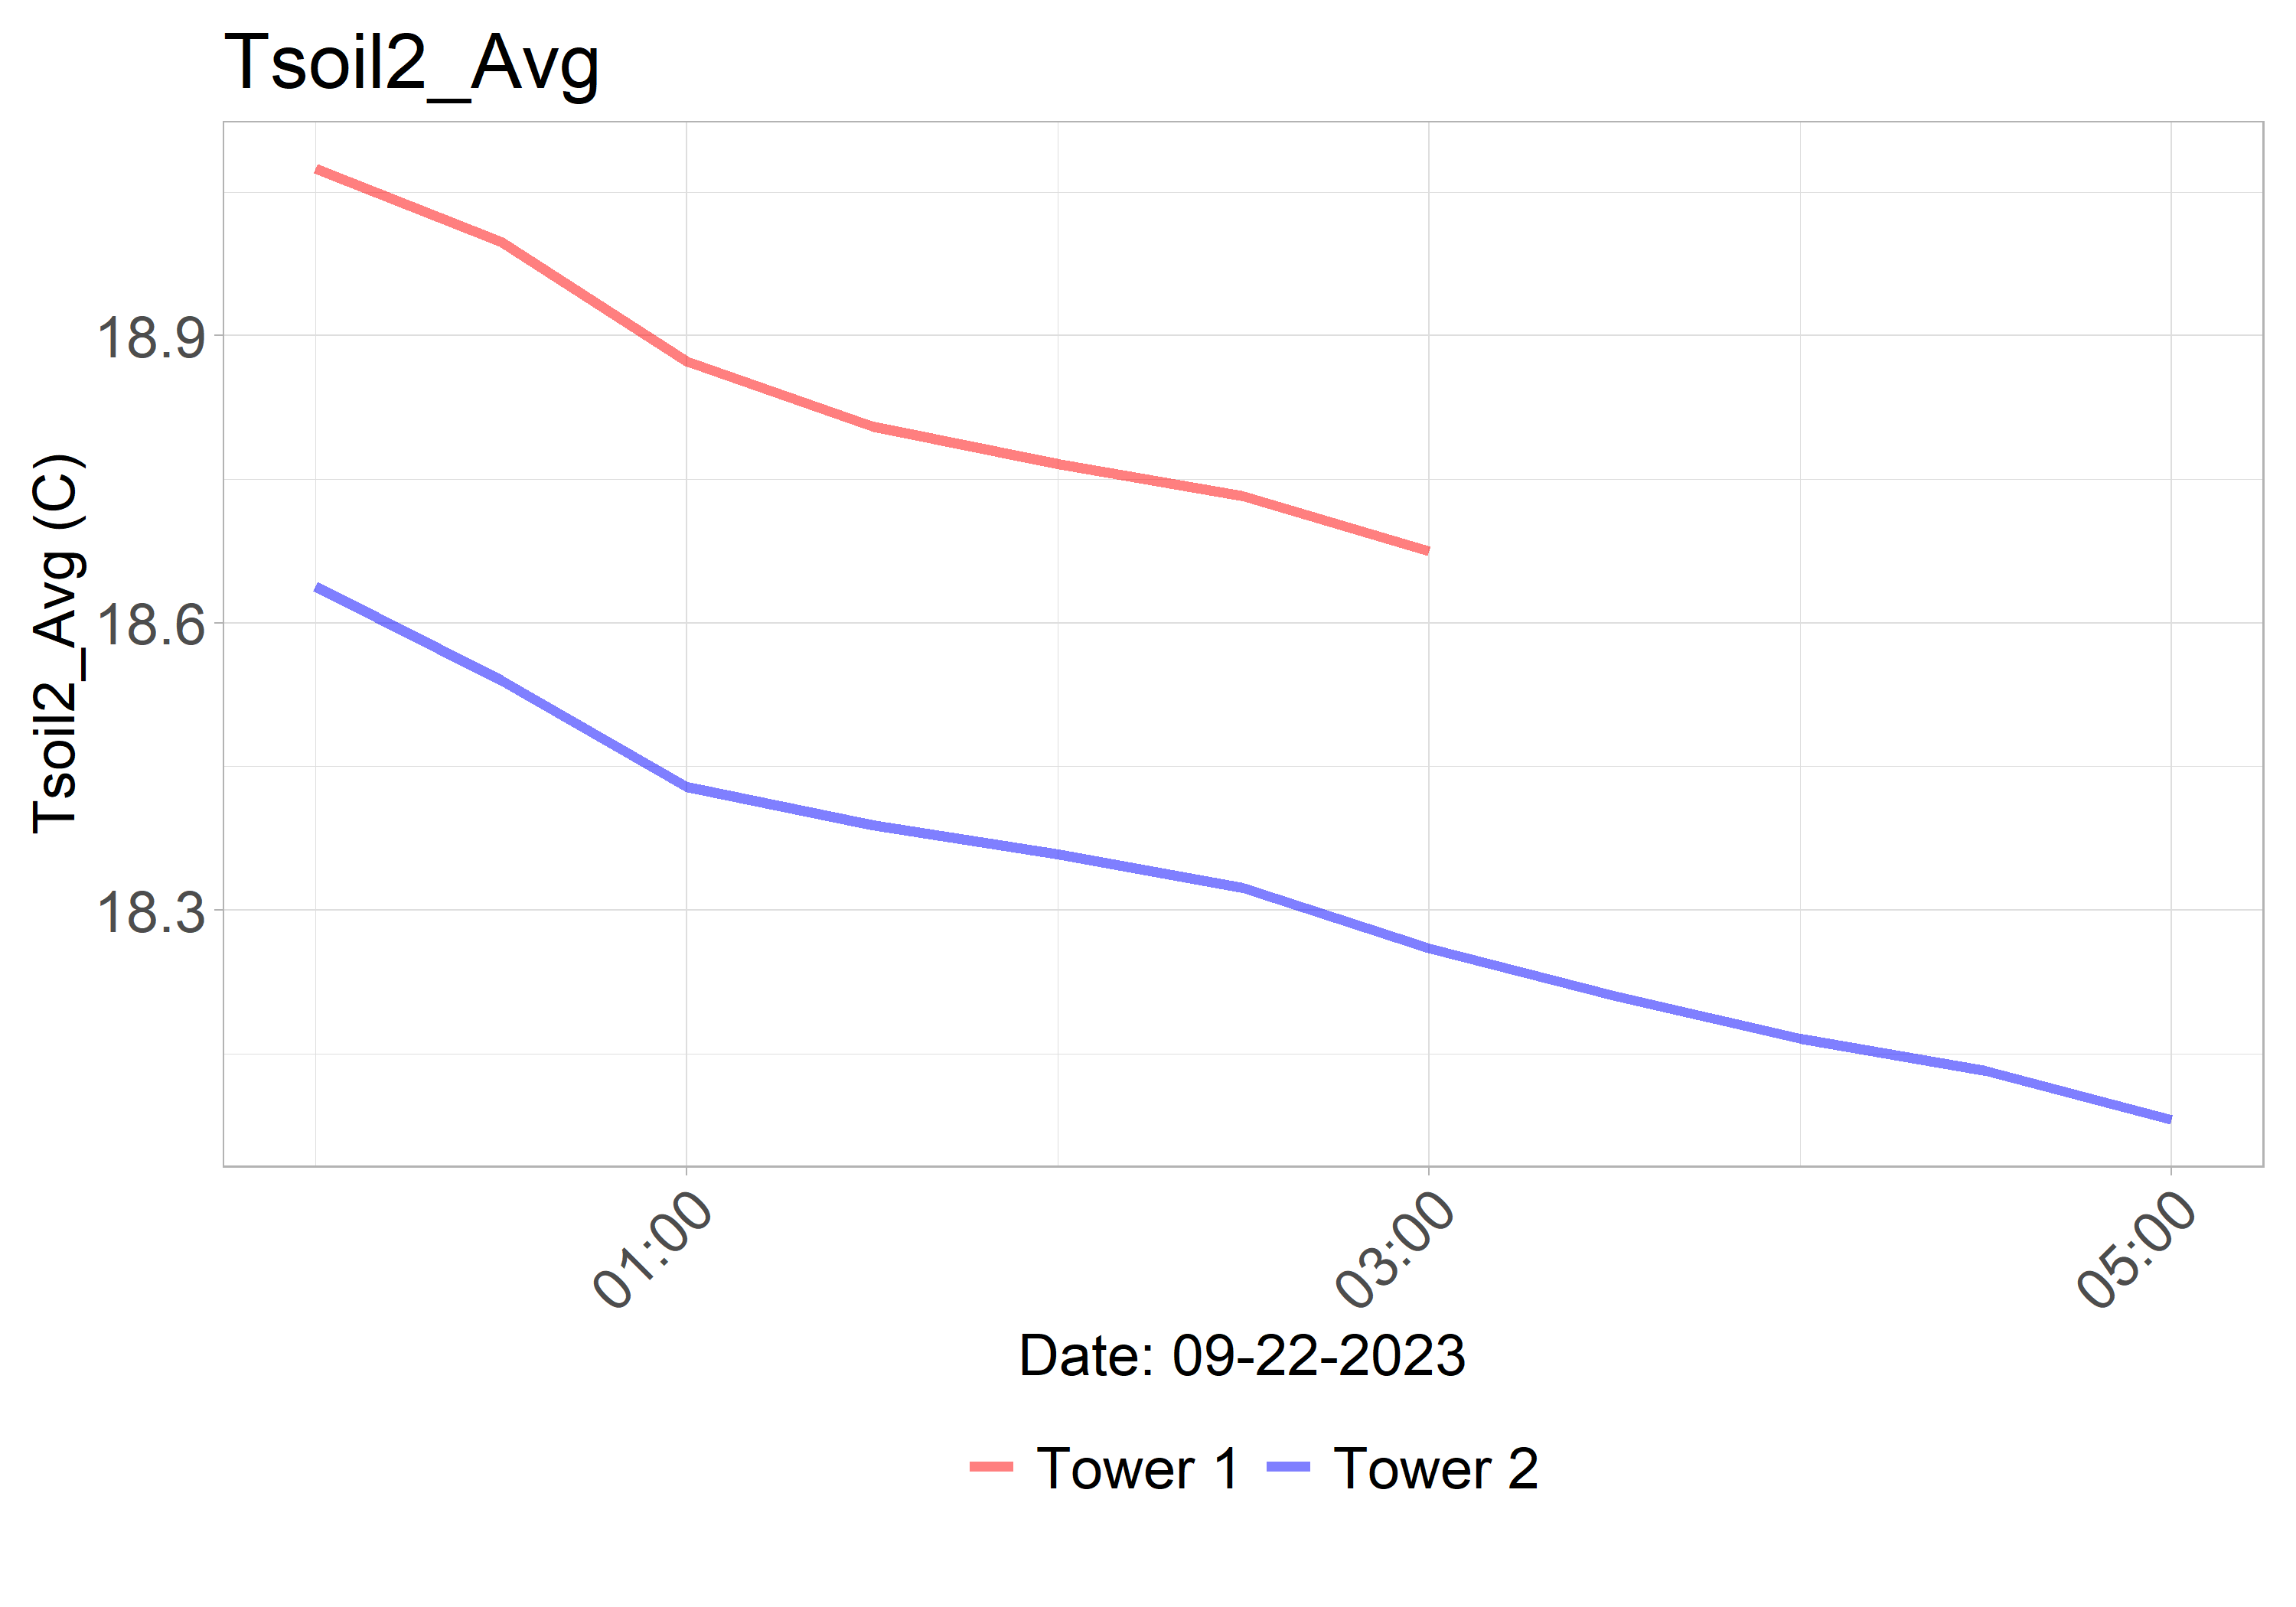 Tsoil2_Avg
Tsoil2_Avg (C)
18.9
18.6
18.3
01:00
03:00
05:00
Date: 09-22-2023
Tower 1
Tower 2